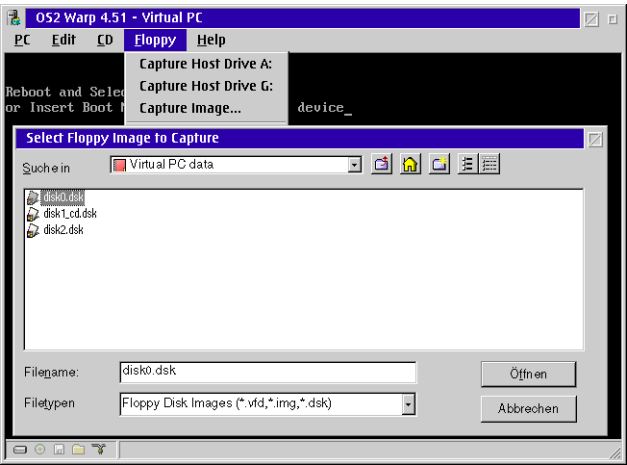 OS2 Warp 4.51 - Virtual PC
PC Edit CD Floppy Help
Capture Host Drive A:
Capture Host Drive G:
Capture Image...
Reboot and Selec
or Insert Boot device_
Select Floppy Image to Capture
Suche in Virtual PC data
disk0.dsk
disk1_cd.dsk
disk2.dsk
Filename: disk0.dsk Öffnen
Filetypen Floppy Disk Images (*.vfd,*.img,*.dsk) Abbrechen